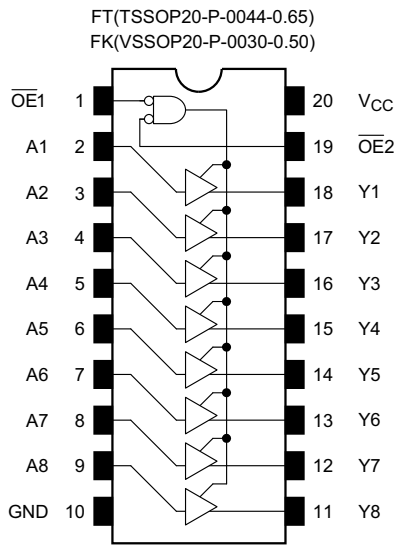 FT(TSSOP20-P-0044-0.65)
FK(VSSOP20-P-0030-0.50)
O̅E̅1 1 20 VCC
A1 2 19 O̅E̅2
A2 3 18 Y1
A3 4 17 Y2
A4 5 16 Y3
A5 6 15 Y4
A6 7 14 Y5
A7 8 13 Y6
A8 9 12 Y7
GND 10 11 Y8